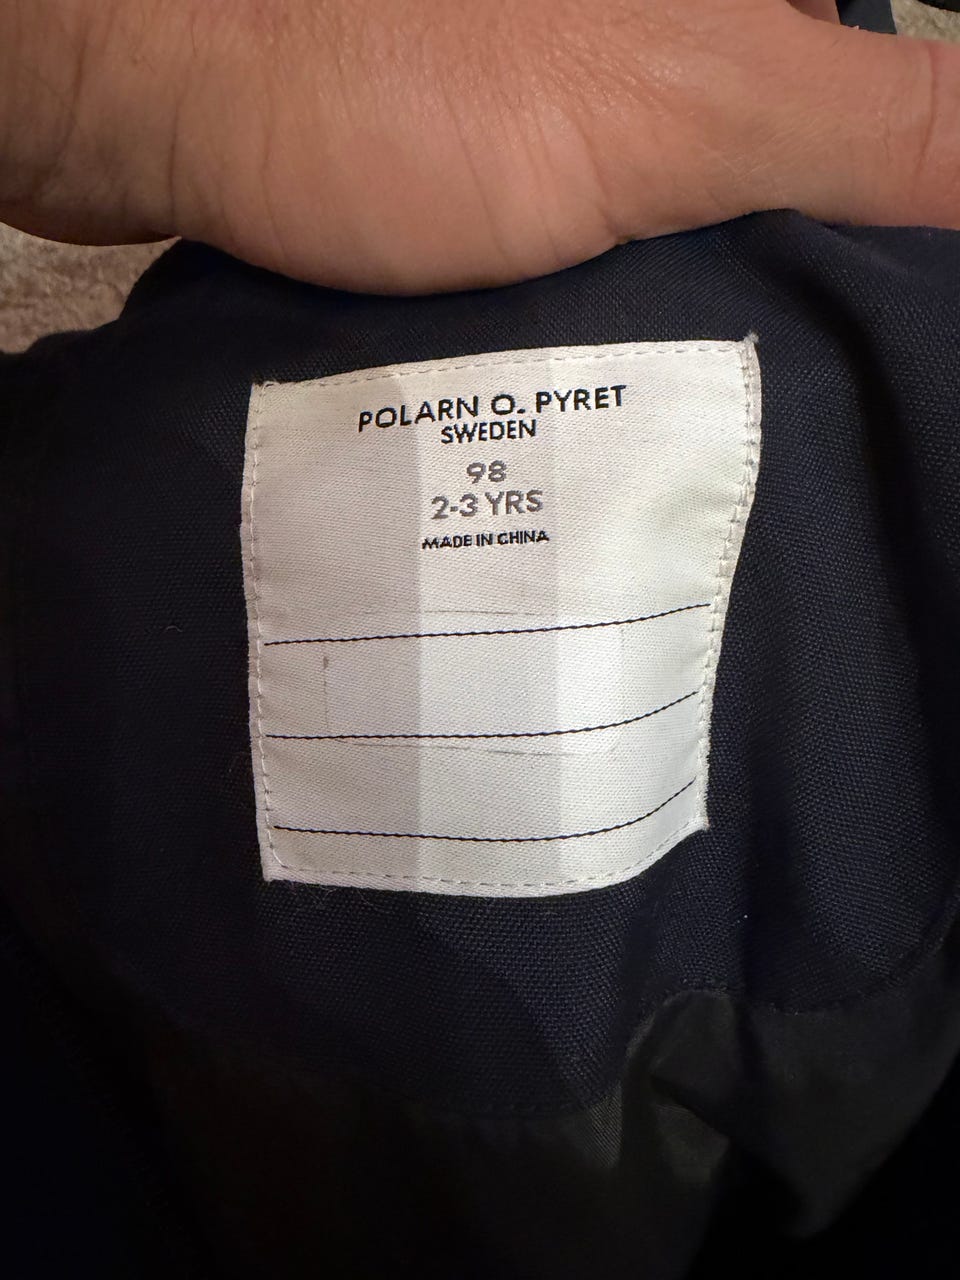 POLARN O. PYRET
SWEDEN
98
2-3 YRS
MADE IN CHINA